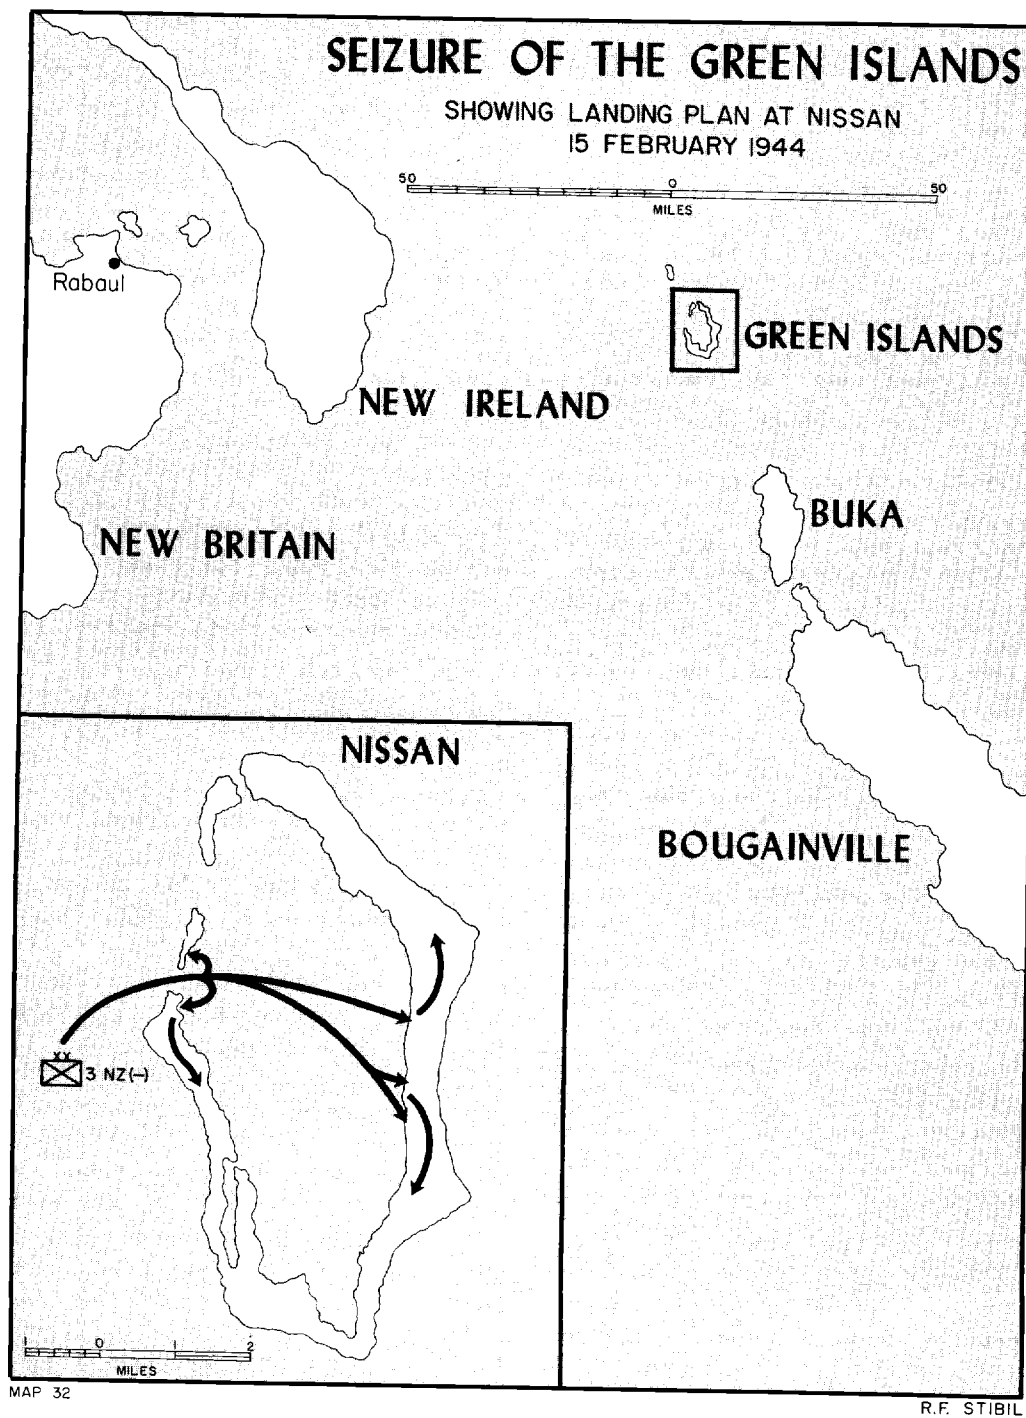 SEIZURE OF THE GREEN ISLANDS
SHOWING LANDING PLAN AT NISSAN
15 FEBRUARY 1944
50 0 50
MILES
Rabaul
GREEN ISLANDS
NEW IRELAND
BUKA
NEW BRITAIN
NISSAN
BOUGAINVILLE
XX
3 NZ(–)
1 0 1 2
MILES
MAP 32
R.F. STIBIL